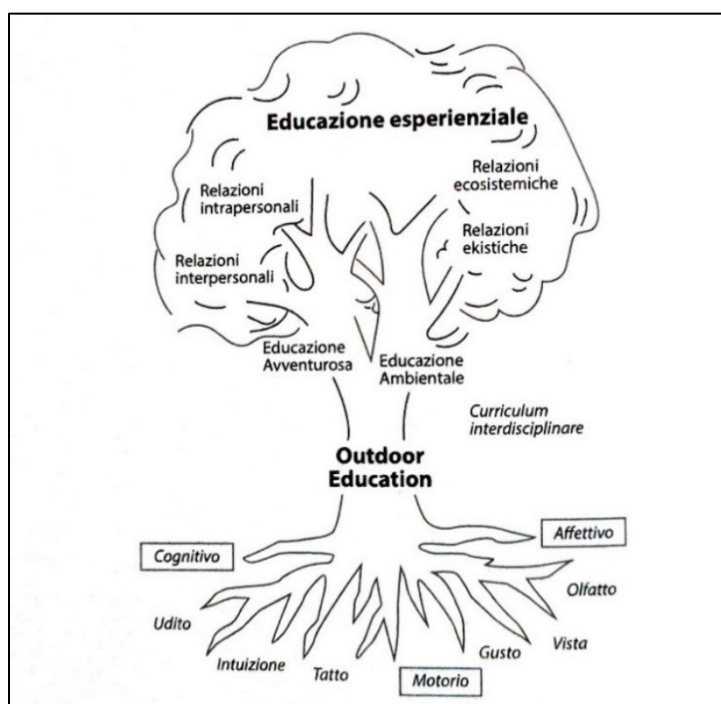 Educazione esperienziale
Relazioni
intrapersonali
Relazioni
ecosistemiche
Relazioni
interpersonali
Relazioni
ekistiche
Educazione
Avventurosa
Educazione
Ambientale
Curriculum
interdisciplinare
Outdoor
Education
Cognitivo
Affettivo
Udito
Intuizione
Tatto
Motorio
Gusto
Vista
Olfatto